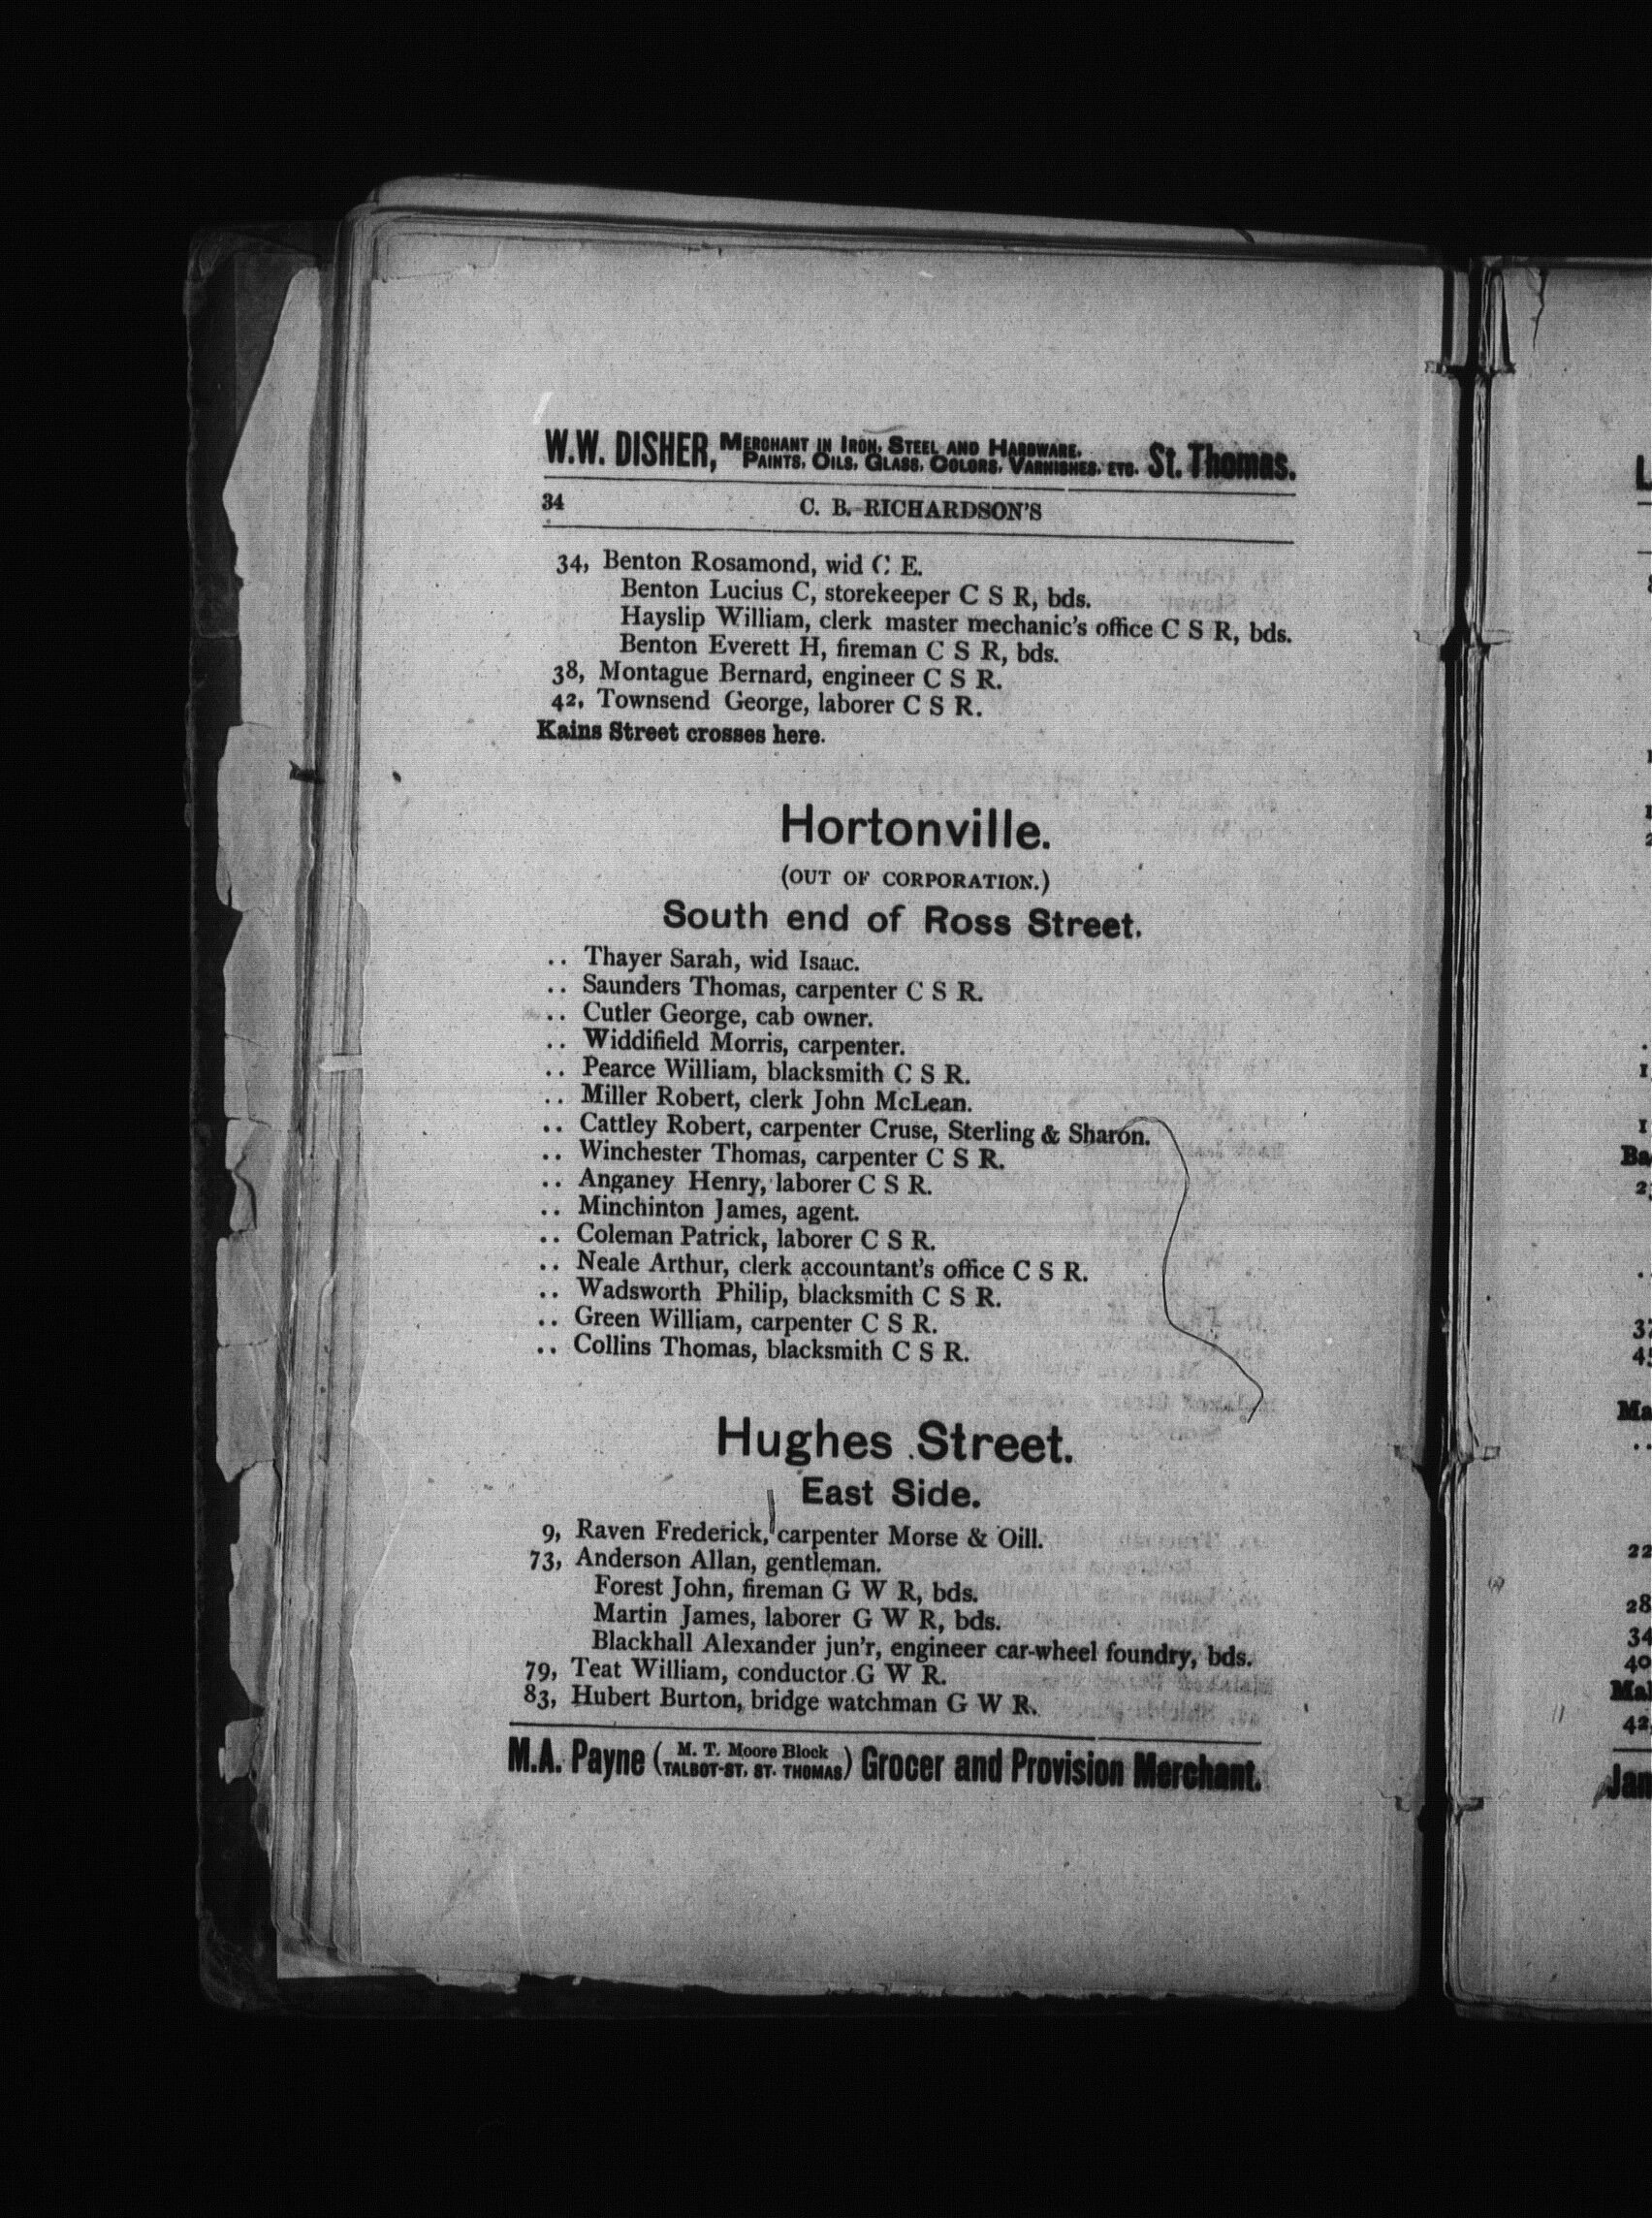 W.W. DISHER, MERCHANT IN IRON, STEEL AND HARDWARE, PAINTS, OILS, GLASS, COLORS, VARNISHES, ETC. St. Thomas.
34 C. B. RICHARDSON'S
34, Benton Rosamond, wid C E.
Benton Lucius C, storekeeper C S R, bds.
Hayslip William, clerk master mechanic's office C S R, bds.
Benton Everett H, fireman C S R, bds.
38, Montague Bernard, engineer C S R.
42, Townsend George, laborer C S R.
Kains Street crosses here.
Hortonville.
(OUT OF CORPORATION.)
South end of Ross Street.
.. Thayer Sarah, wid Isaac.
.. Saunders Thomas, carpenter C S R.
.. Cutler George, cab owner.
.. Widdifield Morris, carpenter.
.. Pearce William, blacksmith C S R.
.. Miller Robert, clerk John McLean.
.. Cattley Robert, carpenter Cruse, Sterling & Sharon.
.. Winchester Thomas, carpenter C S R.
.. Anganey Henry, laborer C S R.
.. Minchinton James, agent.
.. Coleman Patrick, laborer C S R.
.. Neale Arthur, clerk accountant's office C S R.
.. Wadsworth Philip, blacksmith C S R.
.. Green William, carpenter C S R.
.. Collins Thomas, blacksmith C S R.
Hughes Street.
East Side.
9, Raven Frederick, carpenter Morse & Oill.
73, Anderson Allan, gentleman.
Forest John, fireman G W R, bds.
Martin James, laborer G W R, bds.
Blackhall Alexander jun'r, engineer car-wheel foundry, bds.
79, Teat William, conductor G W R.
83, Hubert Burton, bridge watchman G W R.
M.A. Payne (M. T. Moore Block TALBOT-ST, ST. THOMAS) Grocer and Provision Merchant.